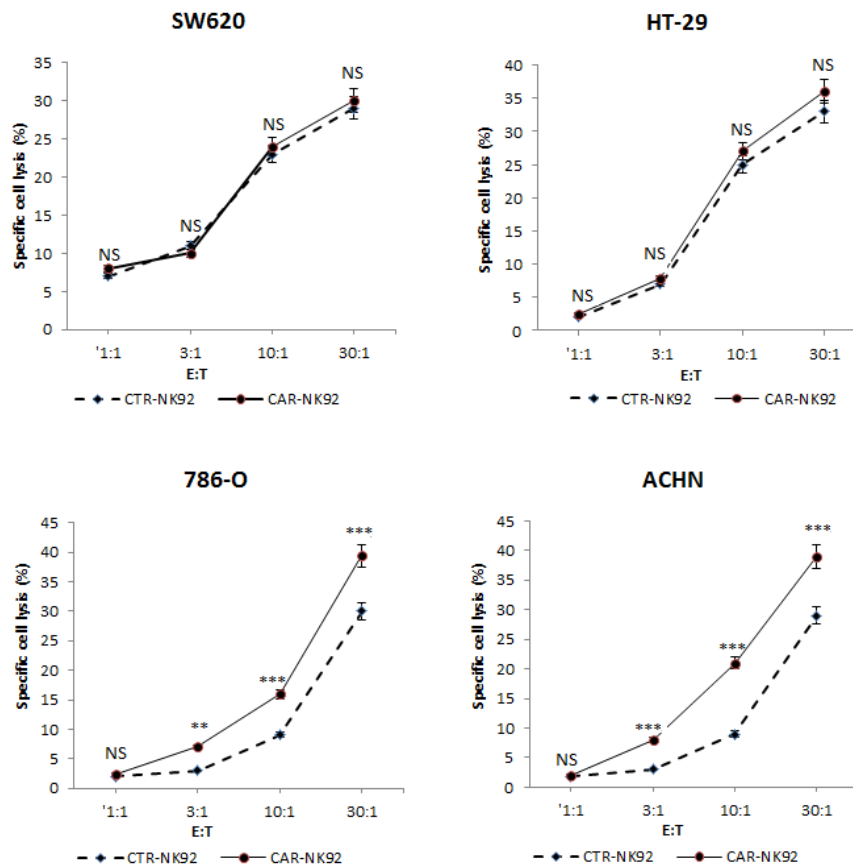 SW620
Specific cell lysis (%)
35
30
25
20
15
10
5
0
NS
NS
NS
NS
'1:1 3:1 10:1 30:1
E:T
CTR-NK92 CAR-NK92
HT-29
Specific cell lysis (%)
40
35
30
25
20
15
10
5
0
NS
NS
NS
NS
'1:1 3:1 10:1 30:1
E:T
CTR-NK92 CAR-NK92
786-O
Specific cell lysis (%)
45
40
35
30
25
20
15
10
5
0
NS
**
***
***
'1:1 3:1 10:1 30:1
E:T
CTR-NK92 CAR-NK92
ACHN
Specific cell lysis (%)
45
40
35
30
25
20
15
10
5
0
NS
***
***
***
'1:1 3:1 10:1 30:1
E:T
CTR-NK92 CAR-NK92